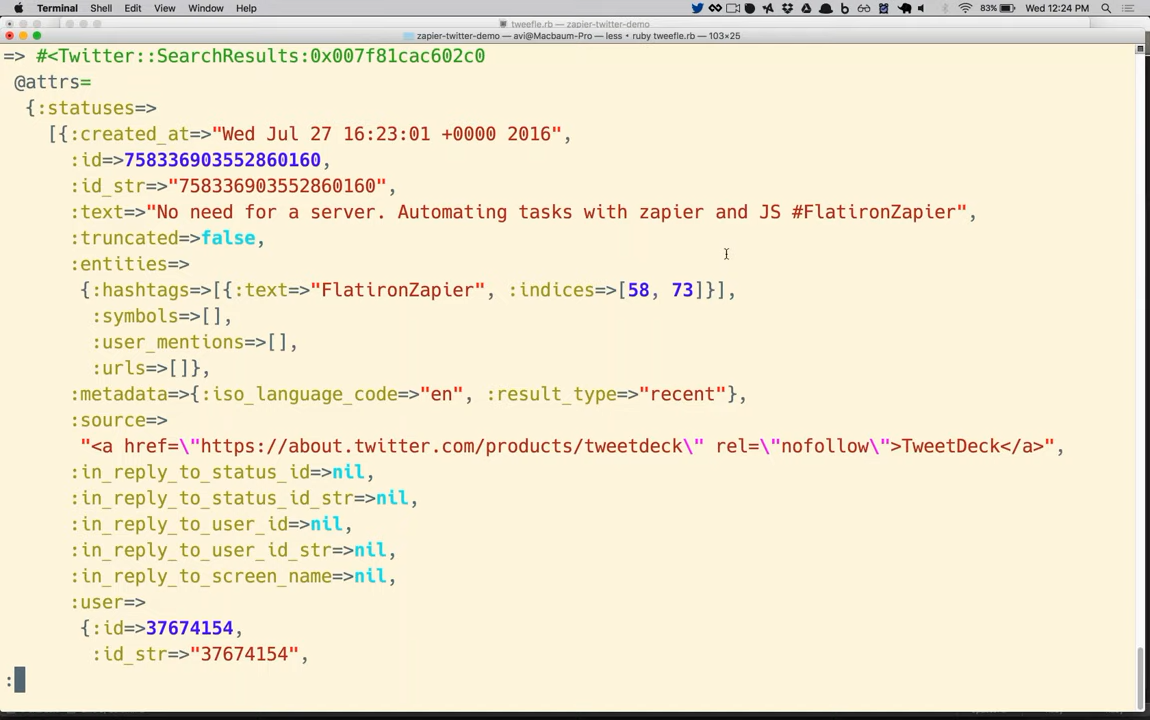 Terminal Shell Edit View Window Help 83% Wed 12:24 PM
tweefle.rb — zapier-twitter-demo
zapier-twitter-demo — avi@Macbaum-Pro — less • ruby tweefle.rb — 103×25
=> #<Twitter::SearchResults:0x007f81cac602c0
@attrs=
{:statuses=>
[{:created_at=>"Wed Jul 27 16:23:01 +0000 2016",
:id=>758336903552860160,
:id_str=>"758336903552860160",
:text=>"No need for a server. Automating tasks with zapier and JS #FlatironZapier",
:truncated=>false,
:entities=>
{:hashtags=>[{:text=>"FlatironZapier", :indices=>[58, 73]}],
:symbols=>[],
:user_mentions=>[],
:urls=>[]},
:metadata=>{:iso_language_code=>"en", :result_type=>"recent"},
:source=>
"<a href=\"https://about.twitter.com/products/tweetdeck\" rel=\"nofollow\">TweetDeck</a>",
:in_reply_to_status_id=>nil,
:in_reply_to_status_id_str=>nil,
:in_reply_to_user_id=>nil,
:in_reply_to_user_id_str=>nil,
:in_reply_to_screen_name=>nil,
:user=>
{:id=>37674154,
:id_str=>"37674154",
: